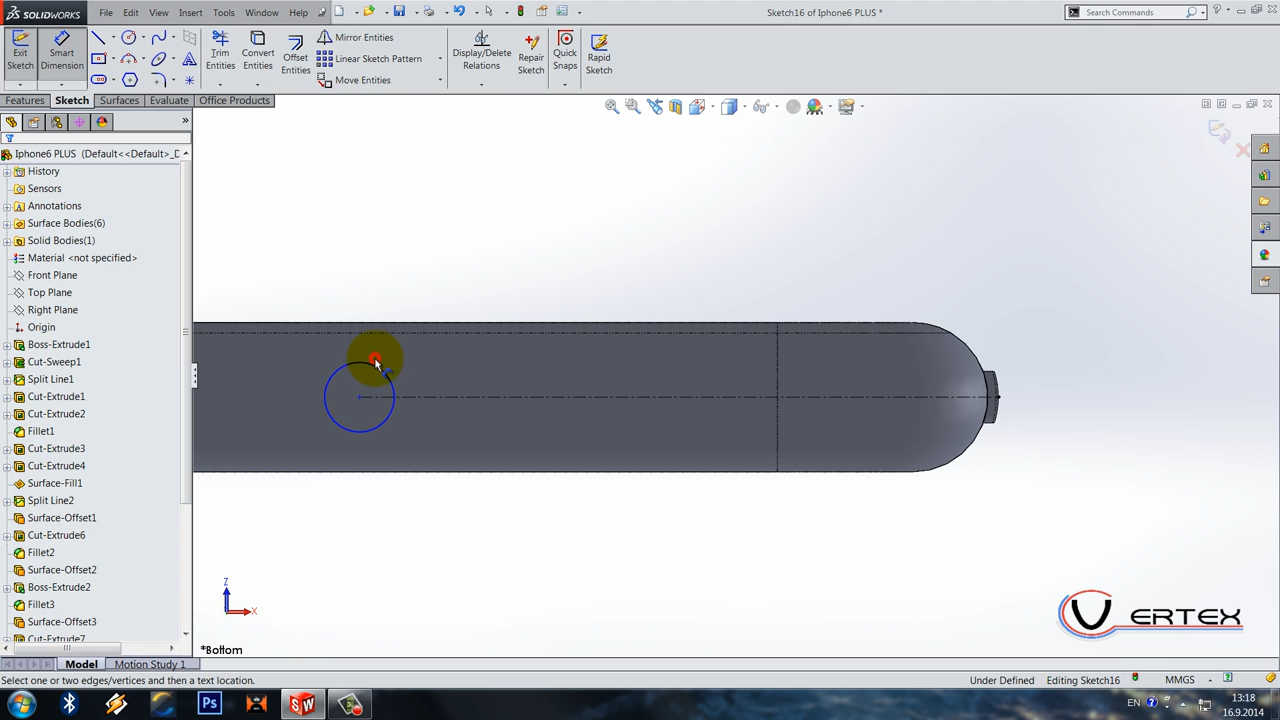 SOLIDWORKS File Edit View Insert Tools Window Help Sketch16 of Iphone6 PLUS * Search Commands
Exit Sketch Smart Dimension Trim Entities Convert Entities Offset Entities Mirror Entities Linear Sketch Pattern Move Entities Display/Delete Relations Repair Sketch Quick Snaps Rapid Sketch
Features Sketch Surfaces Evaluate Office Products
Iphone6 PLUS (Default<<Default>_D
History
Sensors
Annotations
Surface Bodies(6)
Solid Bodies(1)
Material <not specified>
Front Plane
Top Plane
Right Plane
Origin
Boss-Extrude1
Cut-Sweep1
Split Line1
Cut-Extrude1
Cut-Extrude2
Fillet1
Cut-Extrude3
Cut-Extrude4
Surface-Fill1
Split Line2
Surface-Offset1
Cut-Extrude6
Fillet2
Surface-Offset2
Boss-Extrude2
Fillet3
Surface-Offset3
Cut-Extrude7
Z
X
*Bottom
VERTEX
Model Motion Study 1
Select one or two edges/vertices and then a text location. Under Defined Editing Sketch16 MMGS
Ps SW EN 13:18
16.9.2014